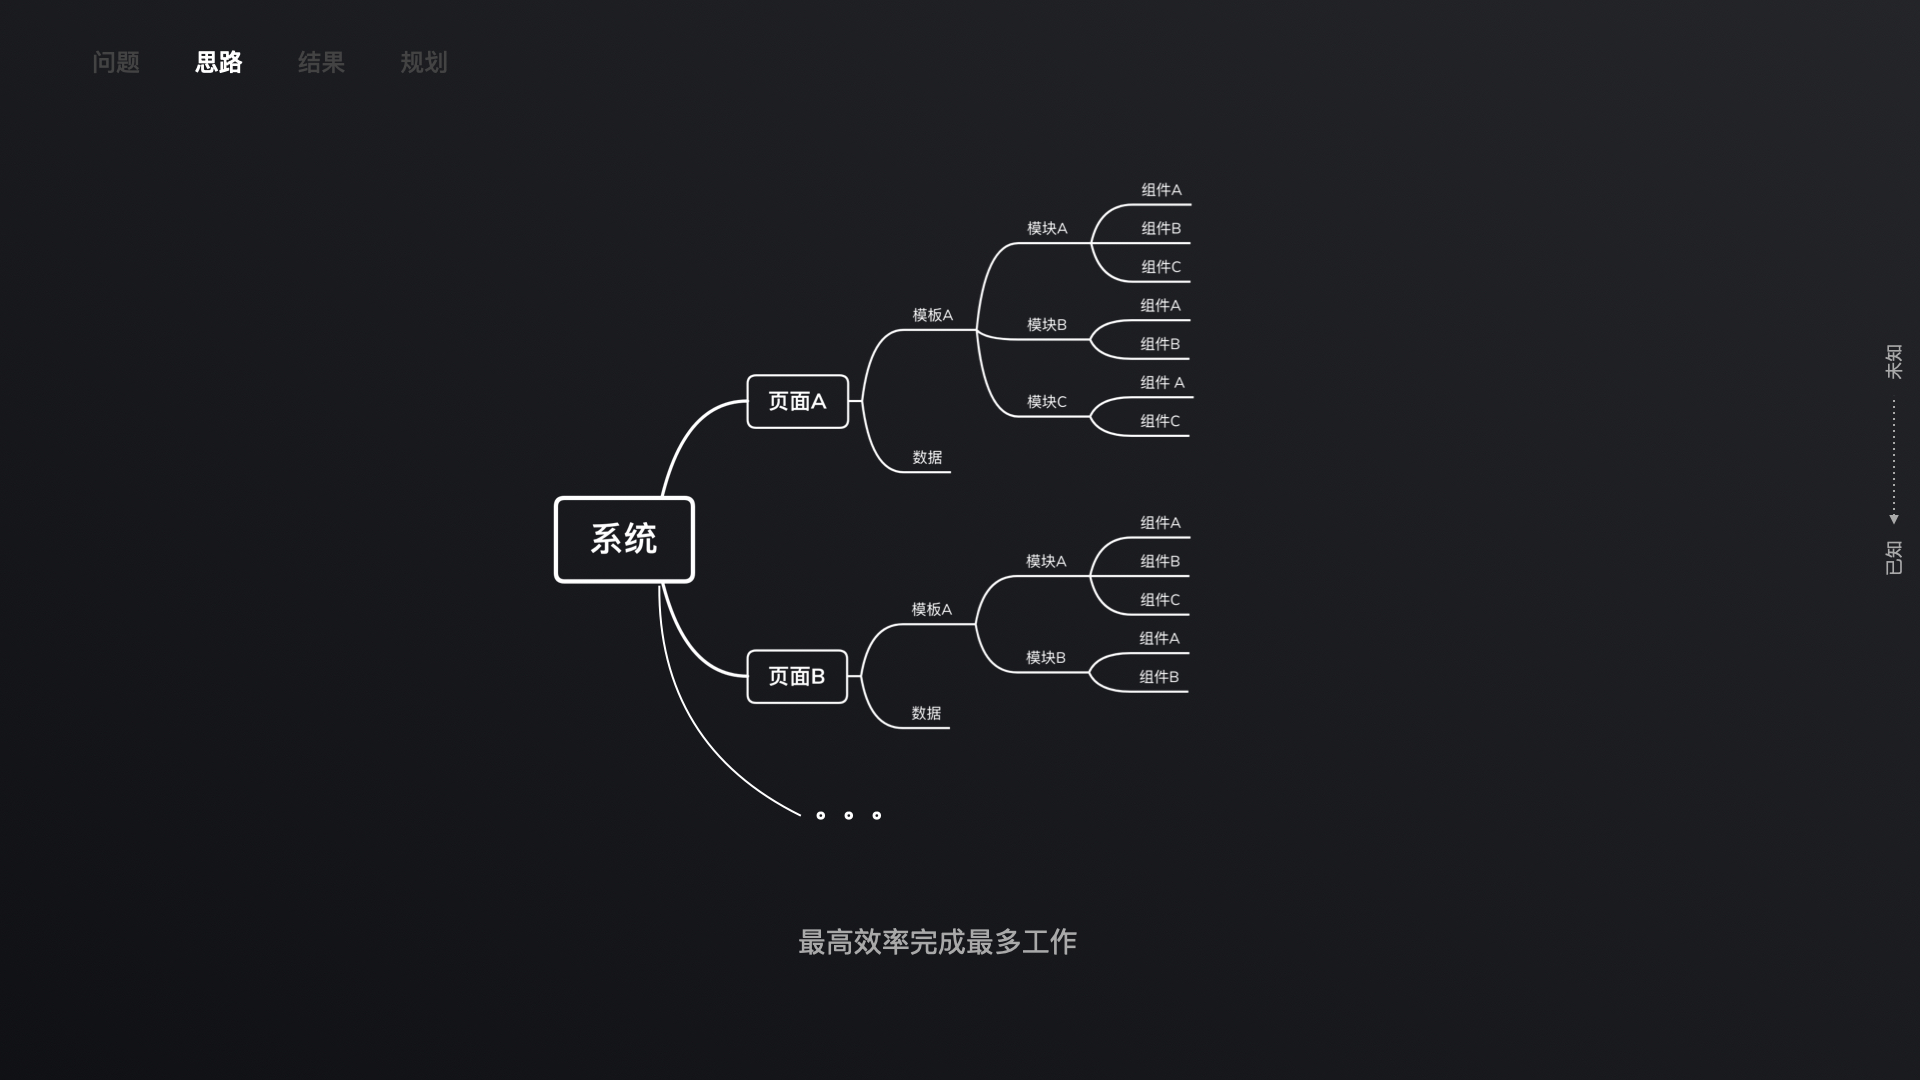 问题 思路 结果 规划
系统
页面A
模板A
模块A
组件A
组件B
组件C
模块B
组件A
组件B
模块C
组件 A
组件C
数据
页面B
模板A
模块A
组件A
组件B
组件C
模块B
组件A
组件B
数据
未知
已知
最高效率完成最多工作